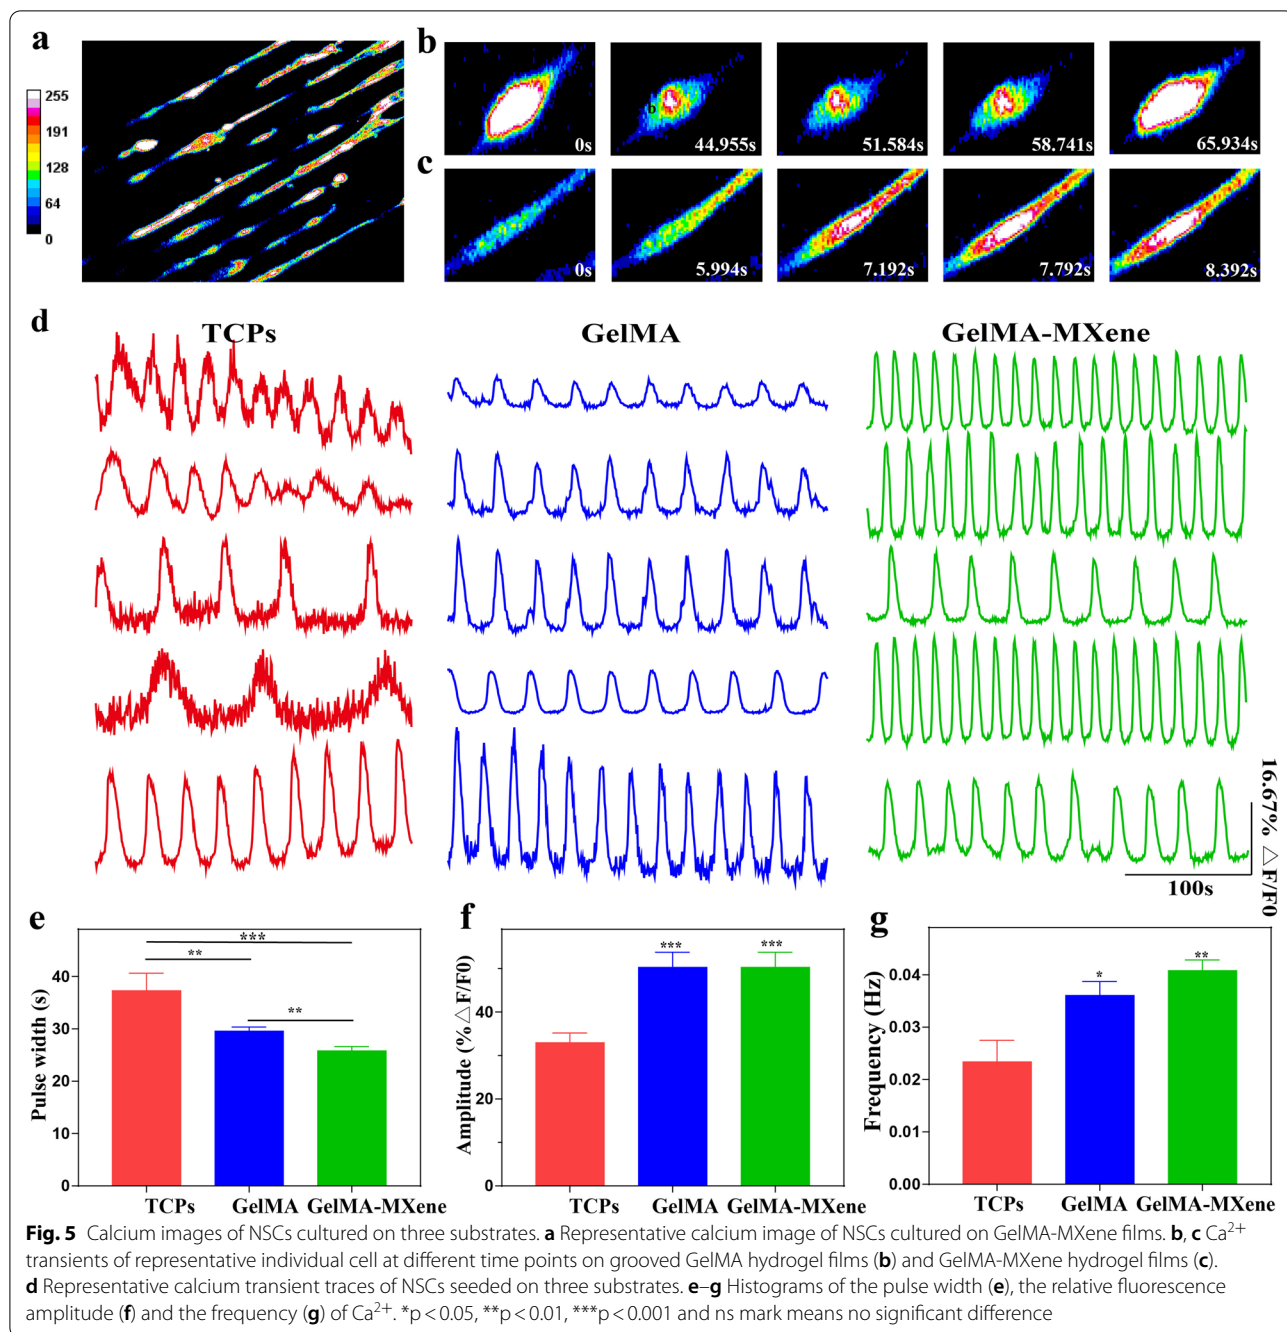 a
255
191
128
64
0
b
0s
44.955s
51.584s
58.741s
65.934s
c
0s
5.994s
7.192s
7.792s
8.392s
d
TCPs
GelMA
GelMA-MXene
16.67% △F/F0
100s
e
Pulse width (s)
40
30
20
10
0
***
**
**
TCPs
GelMA
GelMA-MXene
f
Amplitude (%△F/F0)
40
20
0
***
***
TCPs
GelMA
GelMA-MXene
g
Frequency (Hz)
0.04
0.03
0.02
0.01
0.00
*
**
TCPs
GelMA
GelMA-MXene
Fig. 5 Calcium images of NSCs cultured on three substrates. a Representative calcium image of NSCs cultured on GelMA-MXene films. b, c Ca²⁺
transients of representative individual cell at different time points on grooved GelMA hydrogel films (b) and GelMA-MXene hydrogel films (c).
d Representative calcium transient traces of NSCs seeded on three substrates. e–g Histograms of the pulse width (e), the relative fluorescence
amplitude (f) and the frequency (g) of Ca²⁺. *p < 0.05, **p < 0.01, ***p < 0.001 and ns mark means no significant difference